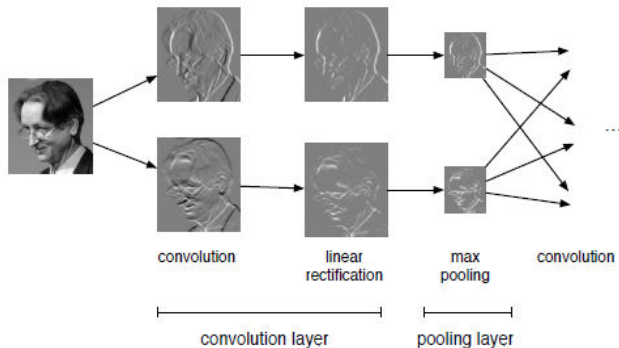 ...
convolution
linear
rectification
max
pooling
convolution
convolution layer
pooling layer